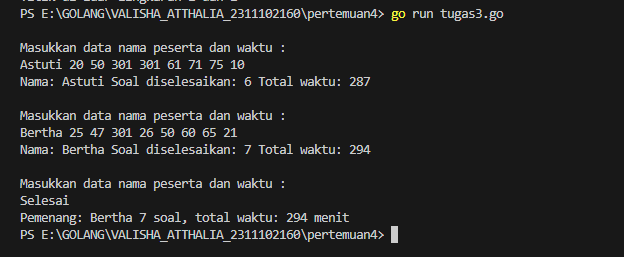 PS E:\GOLANG\VALISHA_ATTHALIA_2311102160\pertemuan4> go run tugas3.go
Masukkan data nama peserta dan waktu :
Astuti 20 50 301 301 61 71 75 10
Nama: Astuti Soal diselesaikan: 6 Total waktu: 287
Masukkan data nama peserta dan waktu :
Bertha 25 47 301 26 50 60 65 21
Nama: Bertha Soal diselesaikan: 7 Total waktu: 294
Masukkan data nama peserta dan waktu :
Selesai
Pemenang: Bertha 7 soal, total waktu: 294 menit
PS E:\GOLANG\VALISHA_ATTHALIA_2311102160\pertemuan4>